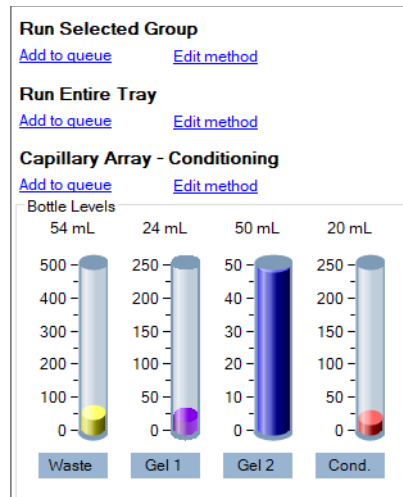 Run Selected Group
Add to queue Edit method
Run Entire Tray
Add to queue Edit method
Capillary Array - Conditioning
Add to queue Edit method
Bottle Levels
54 mL 24 mL 50 mL 20 mL
500 250 50 250
400 200 40 200
300 150 30 150
200 100 20 100
100 50 10 50
0 0 0 0
Waste Gel 1 Gel 2 Cond.